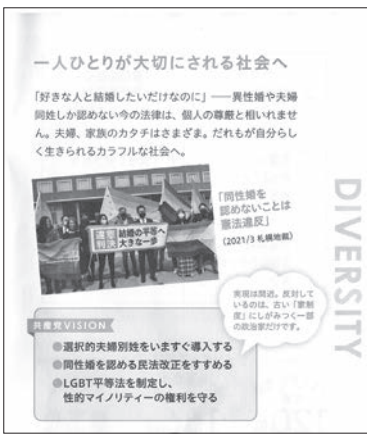 一人ひとりが大切にされる社会へ
「好きな人と結婚したいだけなのに」——異性婚や夫婦
同姓しか認めない今の法律は、個人の尊厳と相いれませ
ん。夫婦、家族のカタチはさまざま。だれもが自分らし
く生きられるカラフルな社会へ。
違憲
判決
結婚の平等へ
大きな一歩
「同性婚を
認めないことは
憲法違反」
(2021/3 札幌地裁)
DIVERSITY
実現は間近。反対して
いるのは、古い「家制
度」にしがみつく一部
の政治家だけです。
共産党VISION
●選択的夫婦別姓をいますぐ導入する
●同性婚を認める民法改正をすすめる
●LGBT平等法を制定し、
性的マイノリティーの権利を守る